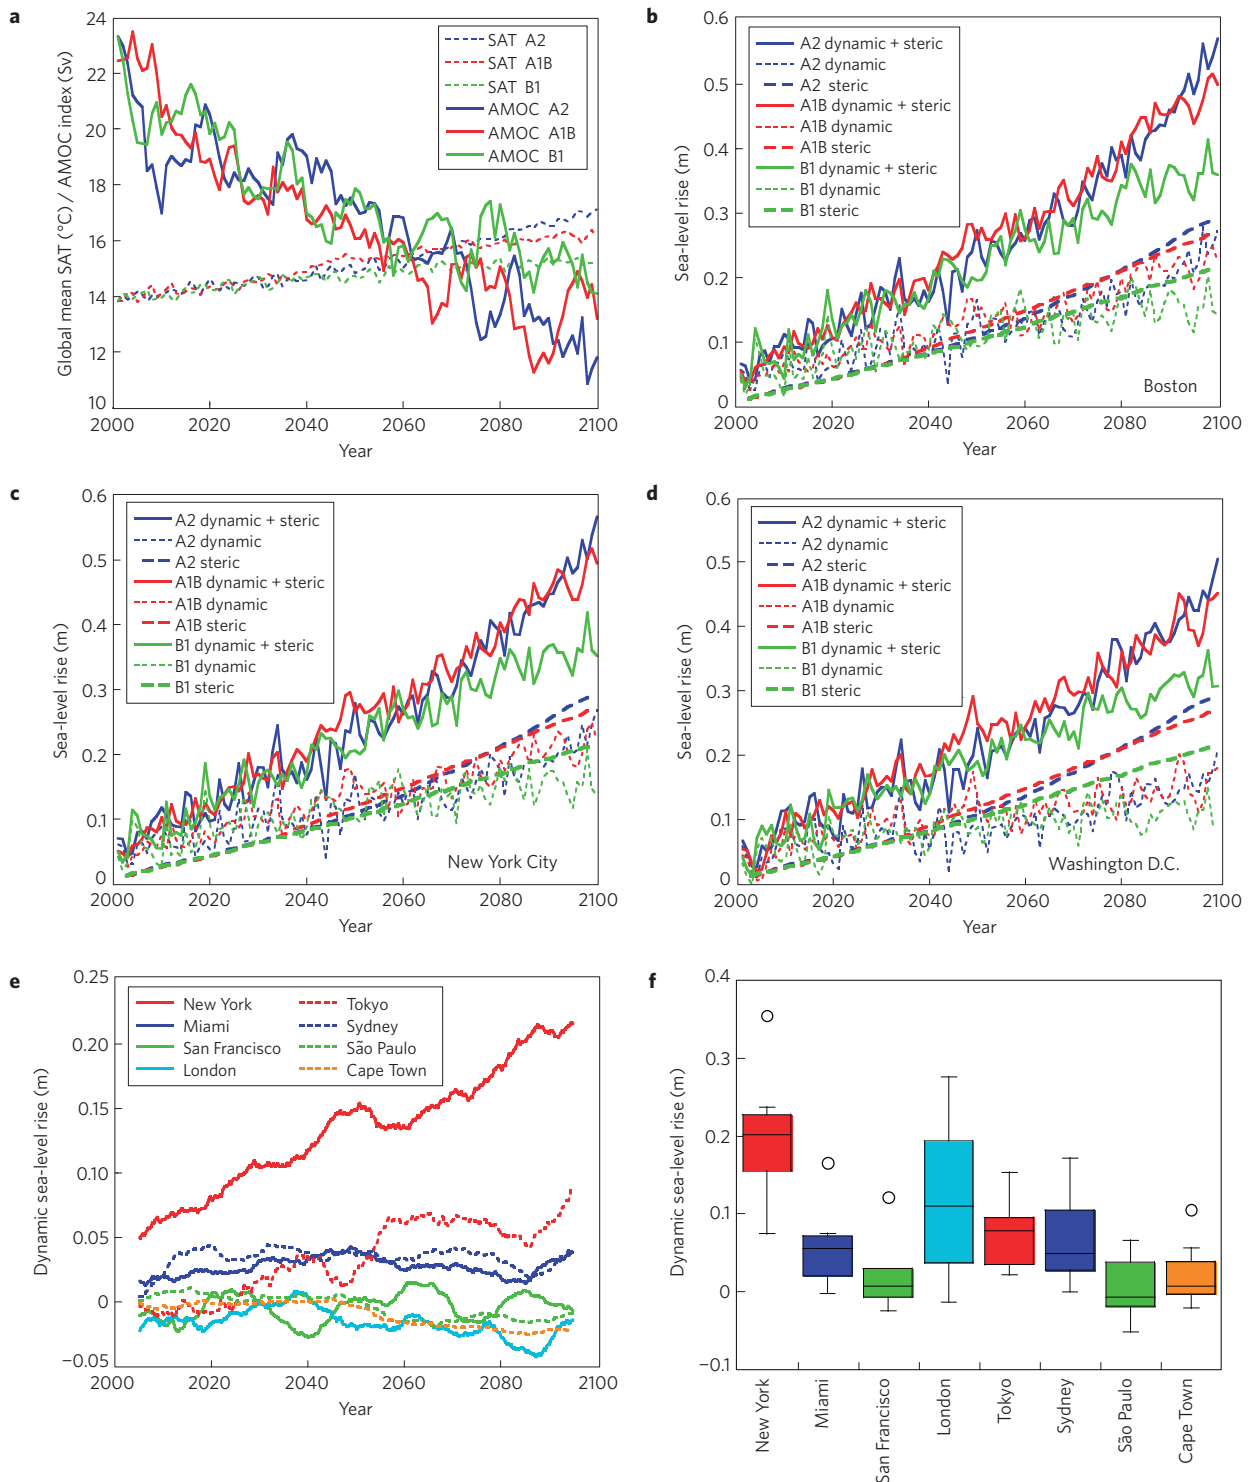 a
24
22
20
18
16
14
12
10
Global mean SAT (°C) / AMOC index (Sv)
SAT A2
SAT A1B
SAT B1
AMOC A2
AMOC A1B
AMOC B1
2000 2020 2040 2060 2080 2100
Year
b
0.6
0.5
0.4
0.3
0.2
0.1
0
Sea-level rise (m)
A2 dynamic + steric
A2 dynamic
A2 steric
A1B dynamic + steric
A1B dynamic
A1B steric
B1 dynamic + steric
B1 dynamic
B1 steric
Boston
2000 2020 2040 2060 2080 2100
Year
c
0.6
0.5
0.4
0.3
0.2
0.1
0
Sea-level rise (m)
A2 dynamic + steric
A2 dynamic
A2 steric
A1B dynamic + steric
A1B dynamic
A1B steric
B1 dynamic + steric
B1 dynamic
B1 steric
New York City
2000 2020 2040 2060 2080 2100
Year
d
0.6
0.5
0.4
0.3
0.2
0.1
0
Sea-level rise (m)
A2 dynamic + steric
A2 dynamic
A2 steric
A1B dynamic + steric
A1B dynamic
A1B steric
B1 dynamic + steric
B1 dynamic
B1 steric
Washington D.C.
2000 2020 2040 2060 2080 2100
Year
e
0.25
0.20
0.15
0.10
0.05
0
−0.05
Dynamic sea-level rise (m)
New York
Miami
San Francisco
London
Tokyo
Sydney
São Paulo
Cape Town
2000 2020 2040 2060 2080 2100
Year
f
0.4
0.3
0.2
0.1
0
−0.1
Dynamic sea-level rise (m)
New York
Miami
San Francisco
London
Tokyo
Sydney
São Paulo
Cape Town